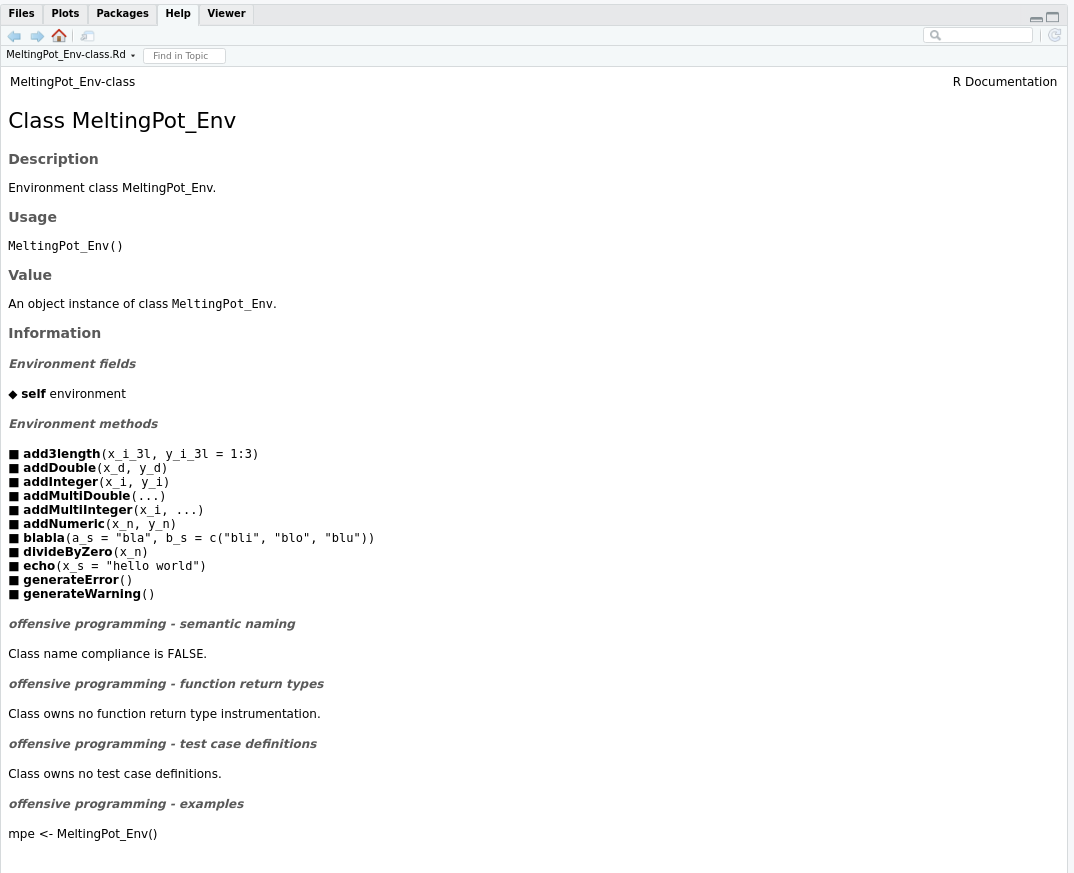 Files Plots Packages Help Viewer
MeltingPot_Env-class.Rd Find in Topic
MeltingPot_Env-class R Documentation
Class MeltingPot_Env
Description
Environment class MeltingPot_Env.
Usage
MeltingPot_Env()
Value
An object instance of class MeltingPot_Env.
Information
Environment fields
◆ self environment
Environment methods
■ add3length(x_i_3l, y_i_3l = 1:3)
■ addDouble(x_d, y_d)
■ addInteger(x_i, y_i)
■ addMultiDouble(...)
■ addMultiInteger(x_i, ...)
■ addNumeric(x_n, y_n)
■ blabla(a_s = "bla", b_s = c("bli", "blo", "blu"))
■ divideByZero(x_n)
■ echo(x_s = "hello world")
■ generateError()
■ generateWarning()
offensive programming - semantic naming
Class name compliance is FALSE.
offensive programming - function return types
Class owns no function return type instrumentation.
offensive programming - test case definitions
Class owns no test case definitions.
offensive programming - examples
mpe <- MeltingPot_Env()